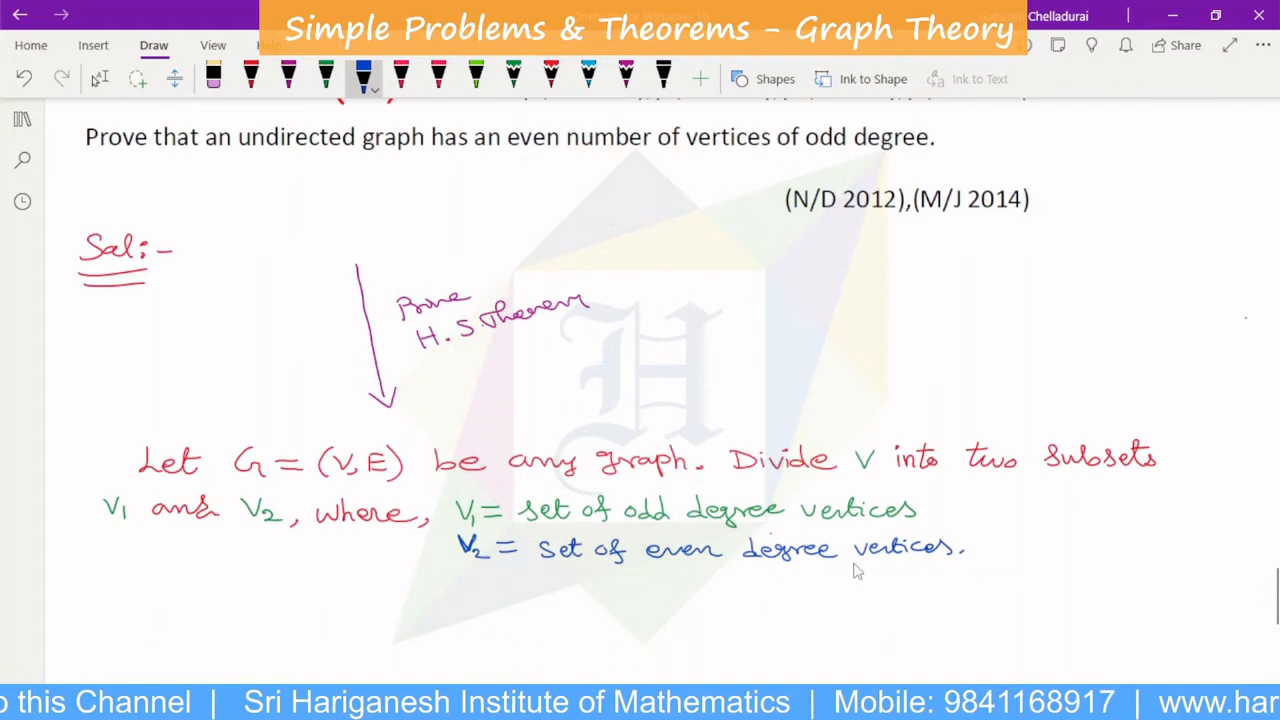 Simple Problems & Theorems - Graph Theory
Chelladurai
Home Insert Draw View
Share
Shapes Ink to Shape Ink to Text
Prove that an undirected graph has an even number of vertices of odd degree.
(N/D 2012),(M/J 2014)
Sol:-
Prove
H.S.Theorem
Let G = (V,E) be any graph. Divide V into two subsets
V1 and V2, where, V1 = set of odd degree vertices
V2 = set of even degree vertices.
H
o this Channel | Sri Hariganesh Institute of Mathematics | Mobile: 9841168917 | www.har